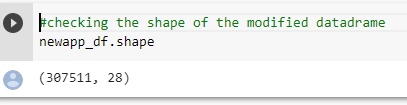 #checking the shape of the modified datadrame
newapp_df.shape
(307511, 28)